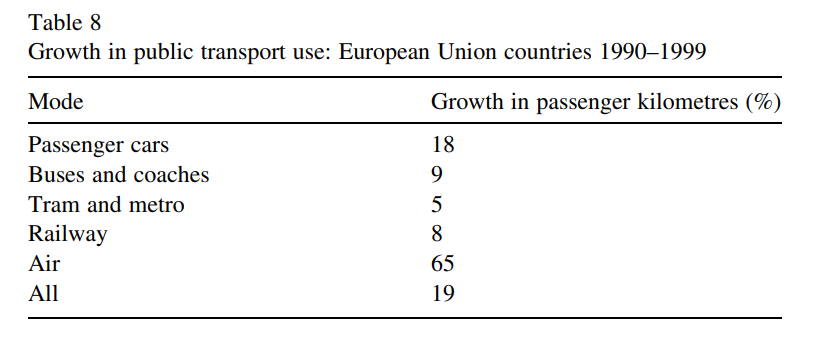 Table 8
Growth in public transport use: European Union countries 1990–1999
Mode Growth in passenger kilometres (%)
Passenger cars 18
Buses and coaches 9
Tram and metro 5
Railway 8
Air 65
All 19